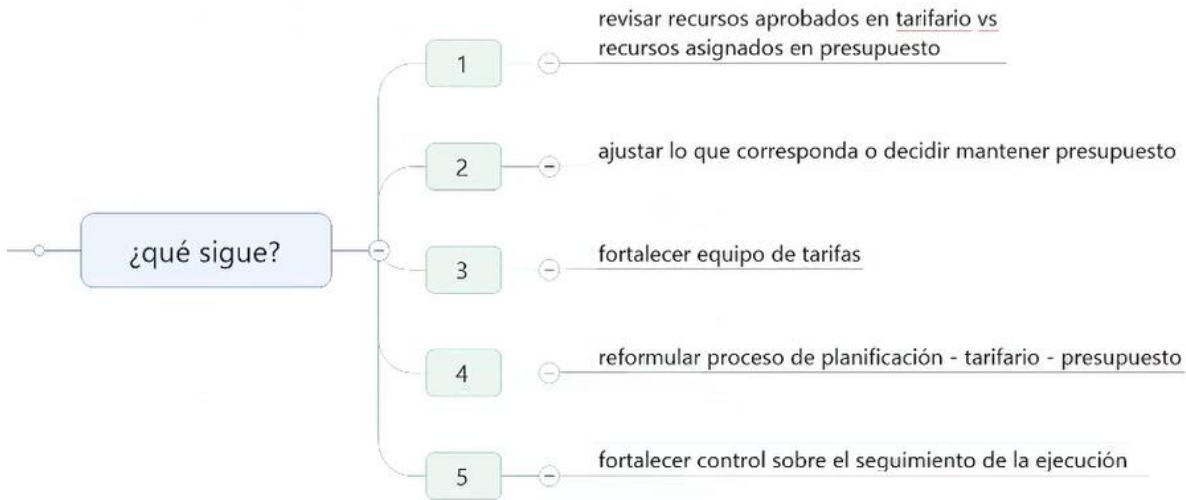 ¿qué sigue?
1
revisar recursos aprobados en tarifario vs
recursos asignados en presupuesto
2
ajustar lo que corresponda o decidir mantener presupuesto
3
fortalecer equipo de tarifas
4
reformular proceso de planificación - tarifario - presupuesto
5
fortalecer control sobre el seguimiento de la ejecución